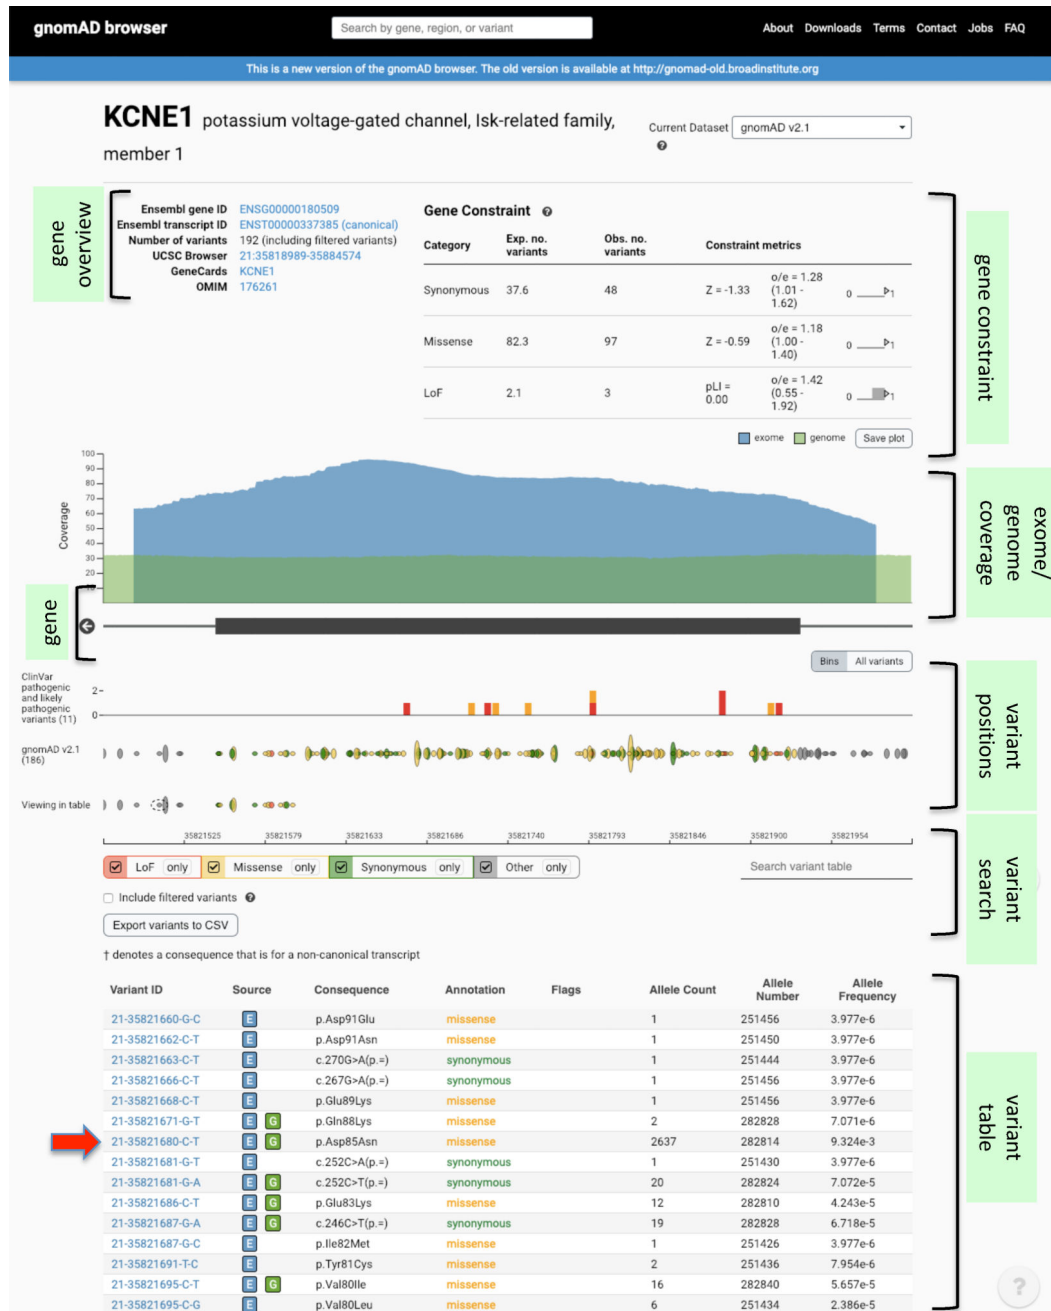 gnomAD browser
Search by gene, region, or variant
About Downloads Terms Contact Jobs FAQ
This is a new version of the gnomAD browser. The old version is available at http://gnomad-old.broadinstitute.org
KCNE1 potassium voltage-gated channel, Isk-related family,
member 1
Current Dataset gnomAD v2.1
?
gene
overview
Ensembl gene ID ENSG00000180509
Ensembl transcript ID ENST00000337385 (canonical)
Number of variants 192 (including filtered variants)
UCSC Browser 21:35818989-35884574
GeneCards KCNE1
OMIM 176261
Gene Constraint ?
Category Exp. no. variants Obs. no. variants Constraint metrics
Synonymous 37.6 48 Z = -1.33 o/e = 1.28 (1.01 - 1.62) 0 1
Missense 82.3 97 Z = -0.59 o/e = 1.18 (1.00 - 1.40) 0 1
LoF 2.1 3 pLI = 0.00 o/e = 1.42 (0.55 - 1.92) 0 1
gene constraint
exome genome Save plot
Coverage
100
90
80
70
60
50
40
30
20
exome/
genome
coverage
gene
Bins All variants
ClinVar
pathogenic
and likely
pathogenic
variants (11)
2
0
gnomAD v2.1
(186)
Viewing in table
variant
positions
35821525 35821579 35821633 35821686 35821740 35821793 35821846 35821900 35821954
LoF only Missense only Synonymous only Other only
Search variant table
Include filtered variants ?
Export variants to CSV
† denotes a consequence that is for a non-canonical transcript
variant
search
Variant ID Source Consequence Annotation Flags Allele Count Allele Number Allele Frequency
21-35821660-G-C E p.Asp91Glu missense 1 251456 3.977e-6
21-35821662-C-T E p.Asp91Asn missense 1 251450 3.977e-6
21-35821663-C-T E c.270G>A(p.=) synonymous 1 251444 3.977e-6
21-35821666-C-T E c.267G>A(p.=) synonymous 1 251456 3.977e-6
21-35821668-C-T E p.Glu89Lys missense 1 251456 3.977e-6
21-35821671-G-T E G p.Gln88Lys missense 2 282828 7.071e-6
21-35821680-C-T E G p.Asp85Asn missense 2637 282814 9.324e-3
21-35821681-G-T E c.252C>A(p.=) synonymous 1 251430 3.977e-6
21-35821681-G-A E G c.252C>T(p.=) synonymous 20 282824 7.072e-5
21-35821686-C-T E G p.Glu83Lys missense 12 282810 4.243e-5
21-35821687-G-A E G c.246C>T(p.=) synonymous 19 282828 6.718e-5
21-35821687-G-C E p.Ile82Met missense 1 251426 3.977e-6
21-35821691-T-C E p.Tyr81Cys missense 2 251436 7.954e-6
21-35821695-C-T E G p.Val80Ile missense 16 282840 5.657e-5
21-35821695-C-G E p.Val80Leu missense 6 251434 2.386e-5
variant
table
?